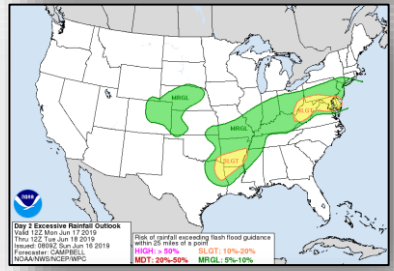 MRGL
SLGT
MRGL
SLGT
NOAA
Day 2 Excessive Rainfall Outlook
Valid 12Z Mon Jun 17 2019
Thru 12Z Tue Jun 18 2019
Issued: 0809Z Sun Jun 16 2019
Forecaster: CAMPBELL
NOAA/NWS/NCEP/WPC
Risk of rainfall exceeding flash flood guidance
within 25 miles of a point
HIGH: > 50% SLGT: 10%-20%
MDT: 20%-50% MRGL: 5%-10%